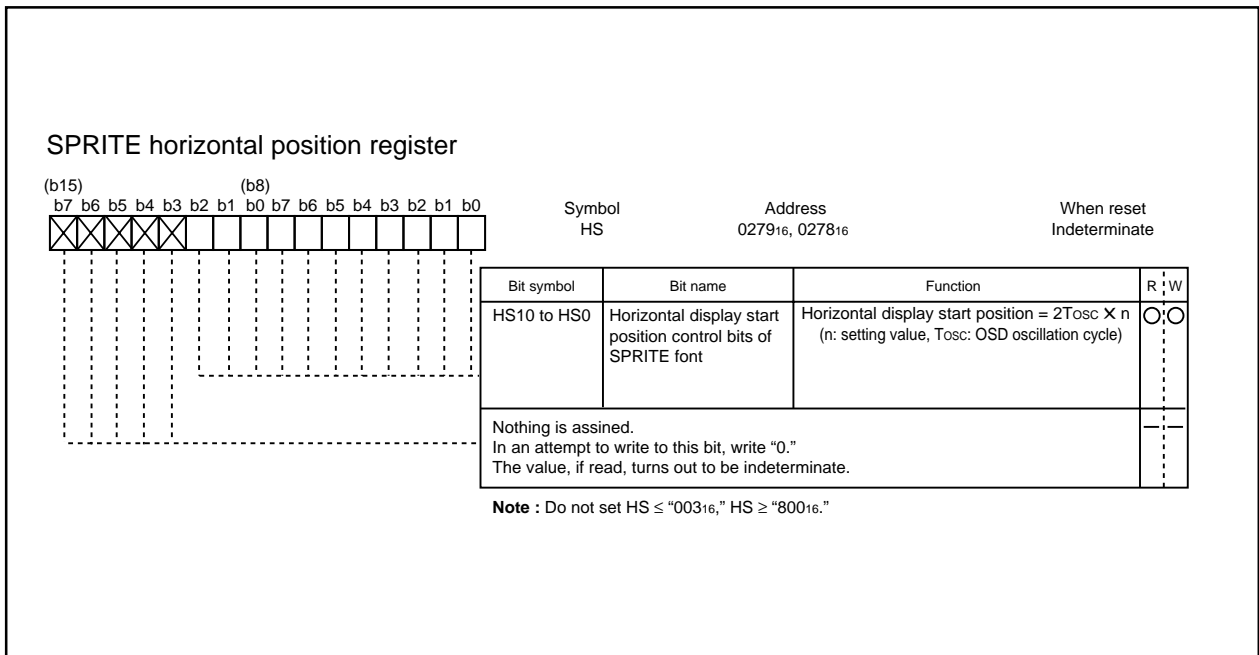 SPRITE horizontal position register
(b15) (b8)
b7 b6 b5 b4 b3 b2 b1 b0 b7 b6 b5 b4 b3 b2 b1 b0
Symbol Address When reset
HS 027916, 027816 Indeterminate
Bit symbol Bit name Function R W
HS10 to HS0 Horizontal display start Horizontal display start position = 2Tosc X n
position control bits of (n: setting value, Tosc: OSD oscillation cycle)
SPRITE font
Nothing is assined.
In an attempt to write to this bit, write “0.”
The value, if read, turns out to be indeterminate.
Note : Do not set HS ≤ “00316,” HS ≥ “80016.”